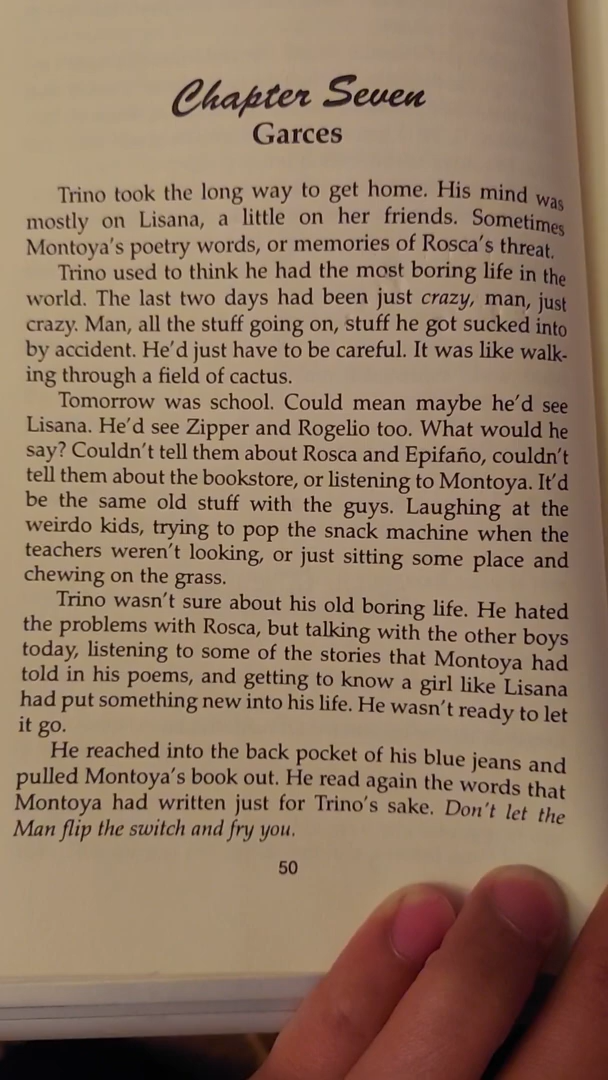 Chapter Seven
Garces
Trino took the long way to get home. His mind was
mostly on Lisana, a little on her friends. Sometimes
Montoya's poetry words, or memories of Rosca's threat.
Trino used to think he had the most boring life in the
world. The last two days had been just crazy, man, just
crazy. Man, all the stuff going on, stuff he got sucked into
by accident. He'd just have to be careful. It was like walk-
ing through a field of cactus.
Tomorrow was school. Could mean maybe he'd see
Lisana. He'd see Zipper and Rogelio too. What would he
say? Couldn't tell them about Rosca and Epifaño, couldn't
tell them about the bookstore, or listening to Montoya. It'd
be the same old stuff with the guys. Laughing at the
weirdo kids, trying to pop the snack machine when the
teachers weren't looking, or just sitting some place and
chewing on the grass.
Trino wasn't sure about his old boring life. He hated
the problems with Rosca, but talking with the other boys
today, listening to some of the stories that Montoya had
told in his poems, and getting to know a girl like Lisana
had put something new into his life. He wasn't ready to let
it go.
He reached into the back pocket of his blue jeans and
pulled Montoya's book out. He read again the words that
Montoya had written just for Trino's sake. Don't let the
Man flip the switch and fry you.
50